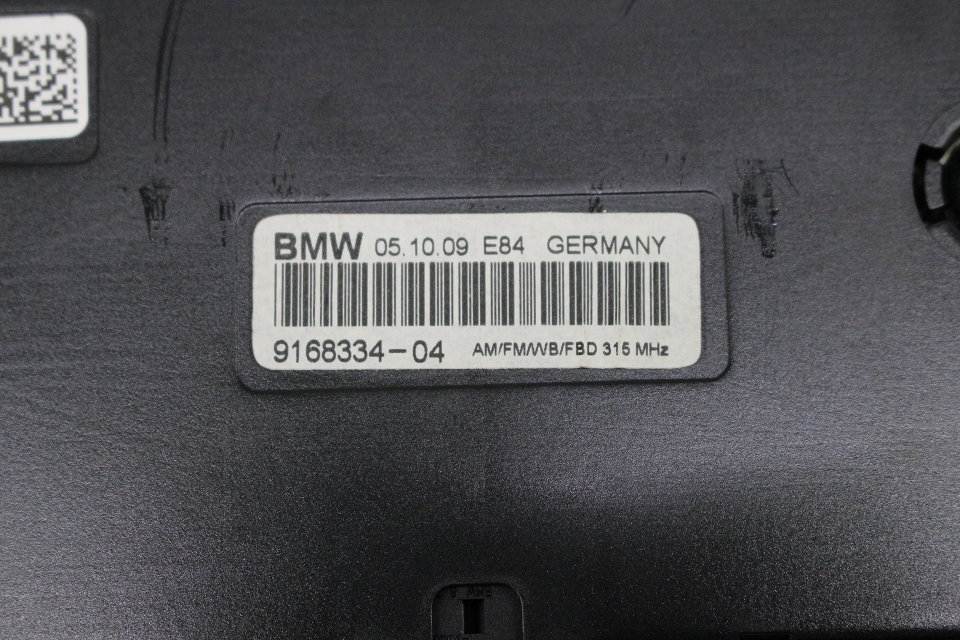 BMW 05.10.09 E84 GERMANY
9168334-04 AM/FM/WB/FBD 315 MHz